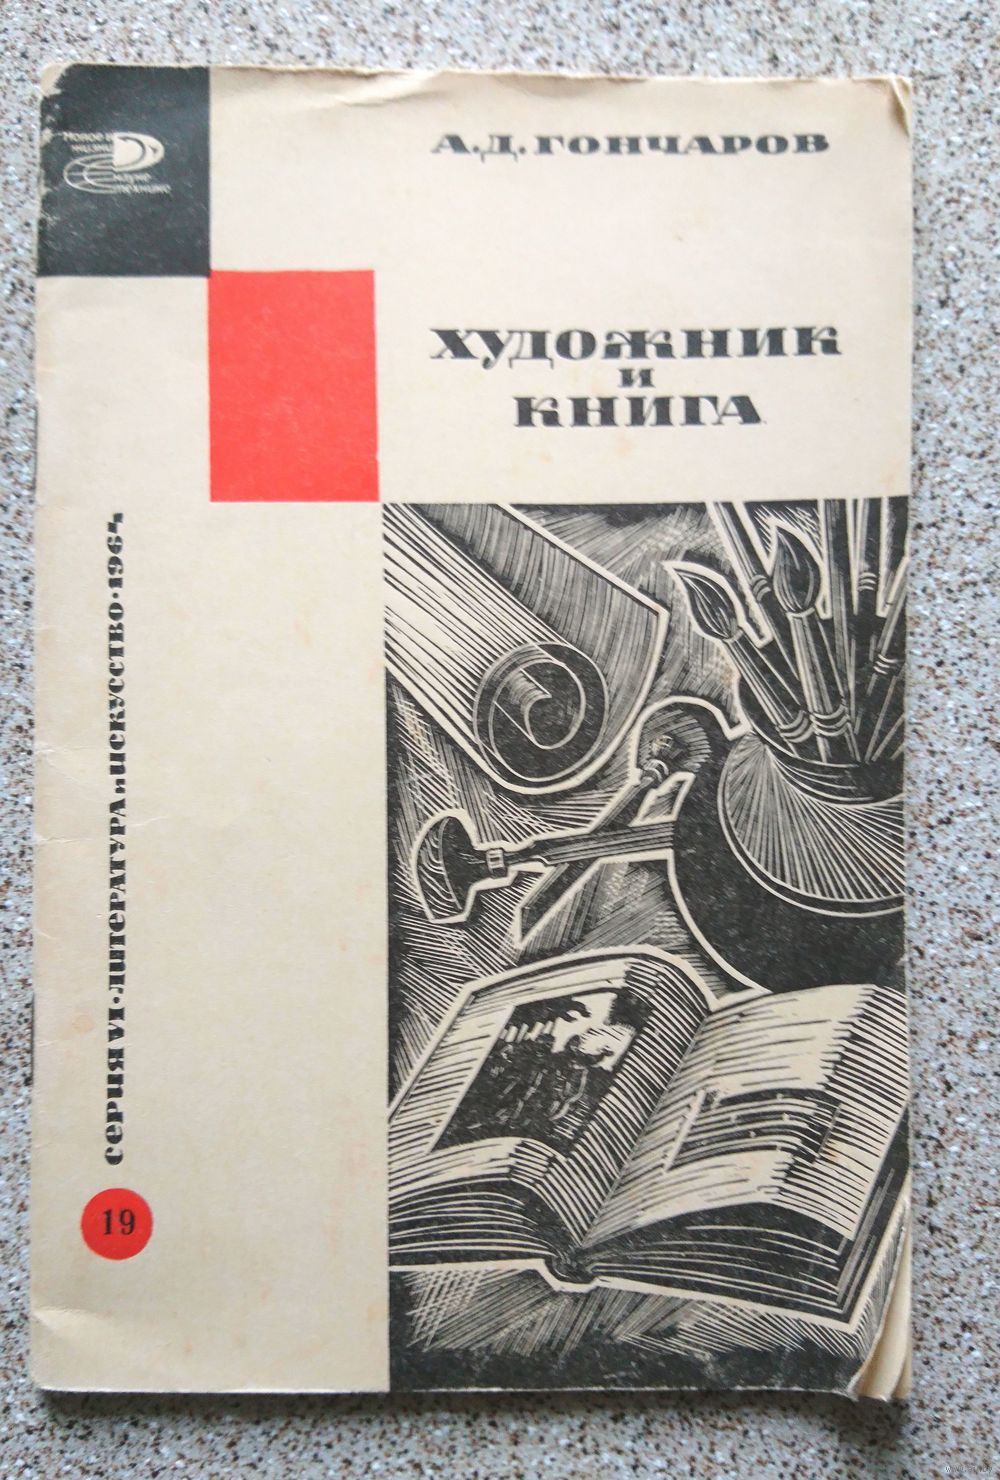 А.Д. ГОНЧАРОВ
ХУДОЖНИК
И
КНИГА
СЕРИЯ VI • ЛИТЕРАТУРА и ИСКУССТВО • 1964
19